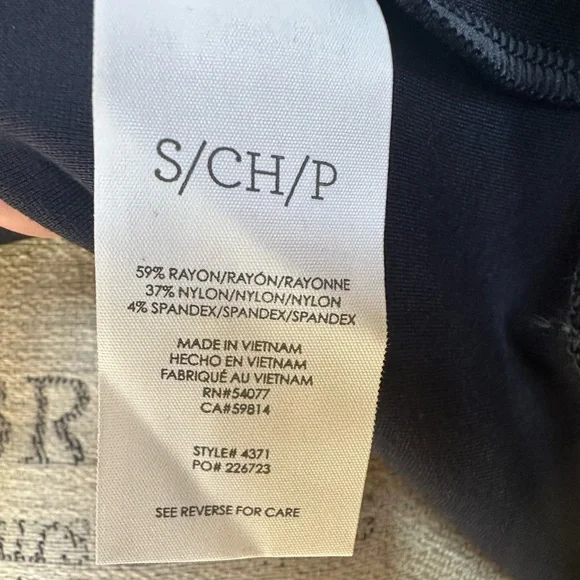 S/CH/P
59% RAYON/RAYÓN/RAYONNE
37% NYLON/NYLON/NYLON
4% SPANDEX/SPANDEX/SPANDEX
MADE IN VIETNAM
HECHO EN VIETNAM
FABRIQUÉ AU VIETNAM
RN#54077
CA#59814
STYLE# 4371
PO# 226723
SEE REVERSE FOR CARE